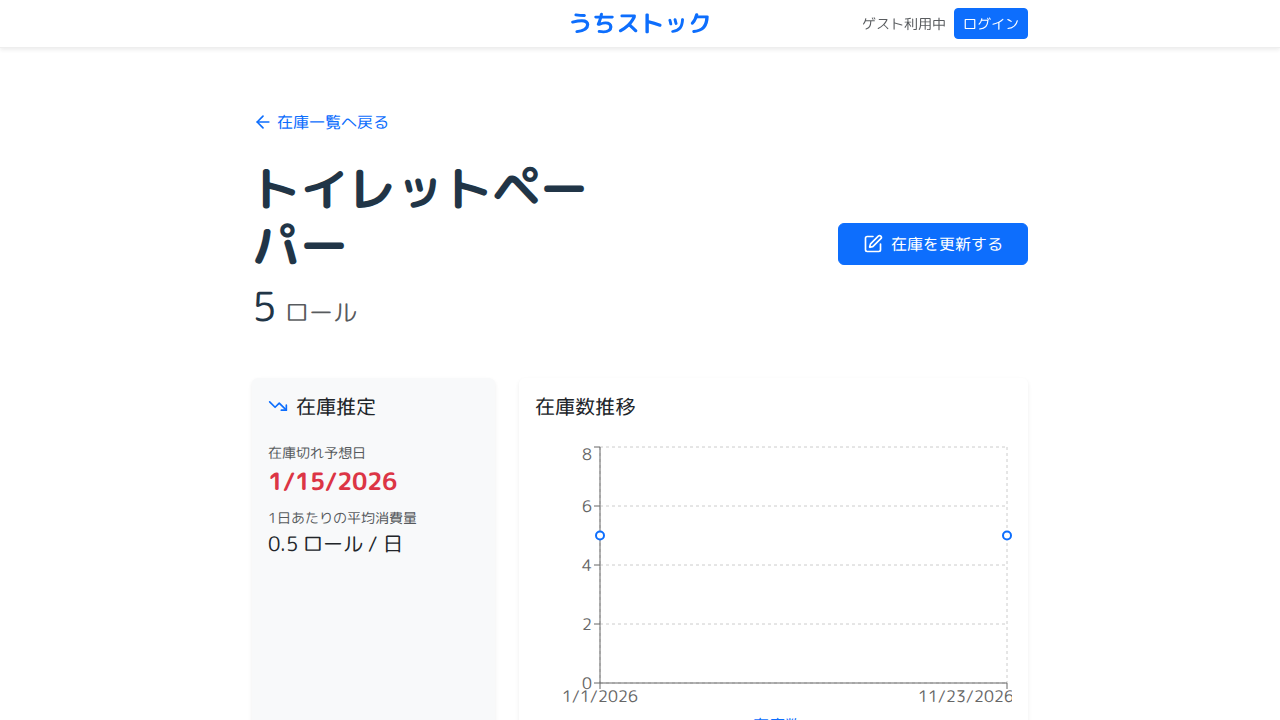 うちストック
ゲスト利用中
ログイン
在庫一覧へ戻る
トイレットペー
パー
在庫を更新する
5 ロール
在庫推定
在庫切れ予想日
1/15/2026
1日あたりの平均消費量
0.5 ロール / 日
在庫数推移
8
6
4
2
0
1/1/2026
11/23/2026